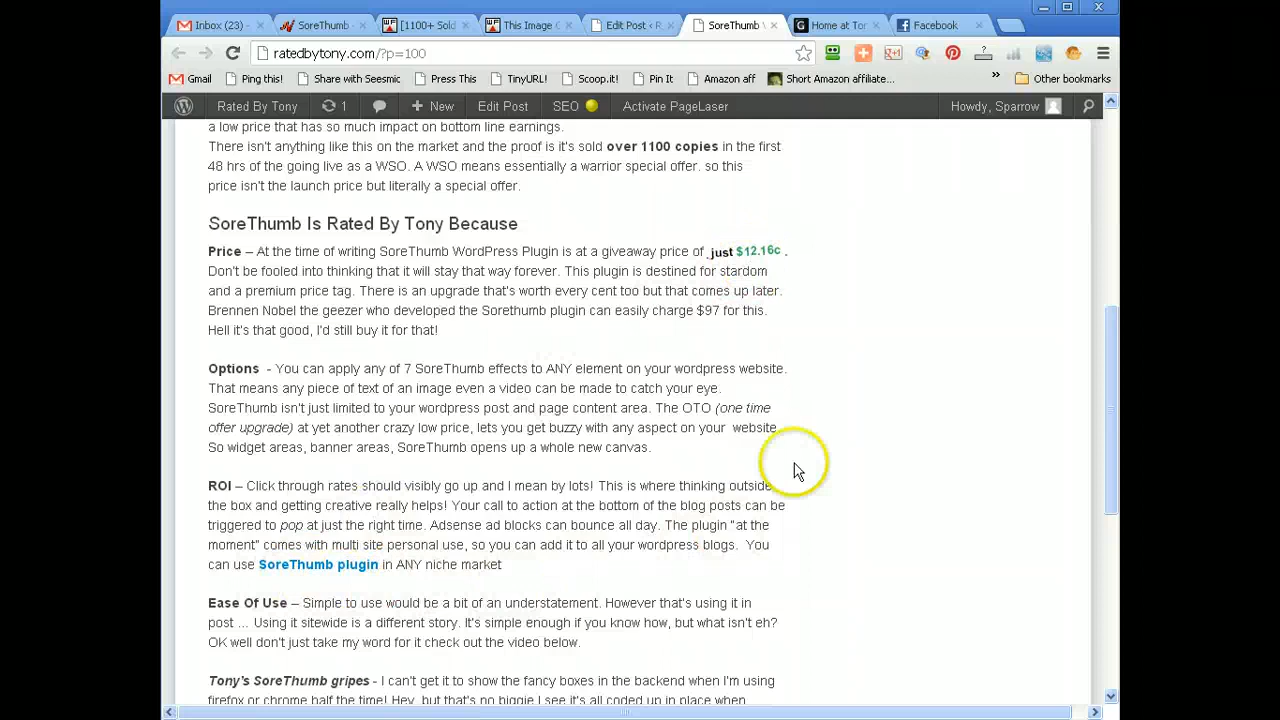 Inbox (23) -
SoreThumb -
[1100+ Sold
This Image
Edit Post ‹ R
SoreThumb
Home at Tor
Facebook
ratedbytony.com/?p=100
Gmail
Ping this!
Share with Seesmic
Press This
TinyURL!
Scoop.it!
Pin It
Amazon aff
Short Amazon affiliate...
»
Other bookmarks
Rated By Tony
1
+ New
Edit Post
SEO
Activate PageLaser
Howdy, Sparrow
a low price that has so much impact on bottom line earnings.
There isn't anything like this on the market and the proof is it's sold over 1100 copies in the first
48 hrs of the going live as a WSO. A WSO means essentially a warrior special offer. so this
price isn't the launch price but literally a special offer.
SoreThumb Is Rated By Tony Because
Price – At the time of writing SoreThumb WordPress Plugin is at a giveaway price of just $12.16c .
Don't be fooled into thinking that it will stay that way forever. This plugin is destined for stardom
and a premium price tag. There is an upgrade that's worth every cent too but that comes up later.
Brennen Nobel the geezer who developed the Sorethumb plugin can easily charge $97 for this.
Hell it's that good, I'd still buy it for that!
Options - You can apply any of 7 SoreThumb effects to ANY element on your wordpress website.
That means any piece of text of an image even a video can be made to catch your eye.
SoreThumb isn't just limited to your wordpress post and page content area. The OTO (one time
offer upgrade) at yet another crazy low price, lets you get buzzy with any aspect on your website.
So widget areas, banner areas, SoreThumb opens up a whole new canvas.
ROI – Click through rates should visibly go up and I mean by lots! This is where thinking outside
the box and getting creative really helps! Your call to action at the bottom of the blog posts can be
triggered to pop at just the right time. Adsense ad blocks can bounce all day. The plugin "at the
moment" comes with multi site personal use, so you can add it to all your wordpress blogs. You
can use SoreThumb plugin in ANY niche market
Ease Of Use – Simple to use would be a bit of an understatement. However that's using it in
post ... Using it sitewide is a different story. It's simple enough if you know how, but what isn't eh?
OK well don't just take my word for it check out the video below.
Tony's SoreThumb gripes - I can't get it to show the fancy boxes in the backend when I'm using
firefox or chrome half the time! Hey, but that's no biggie I see it's all coded up in place when